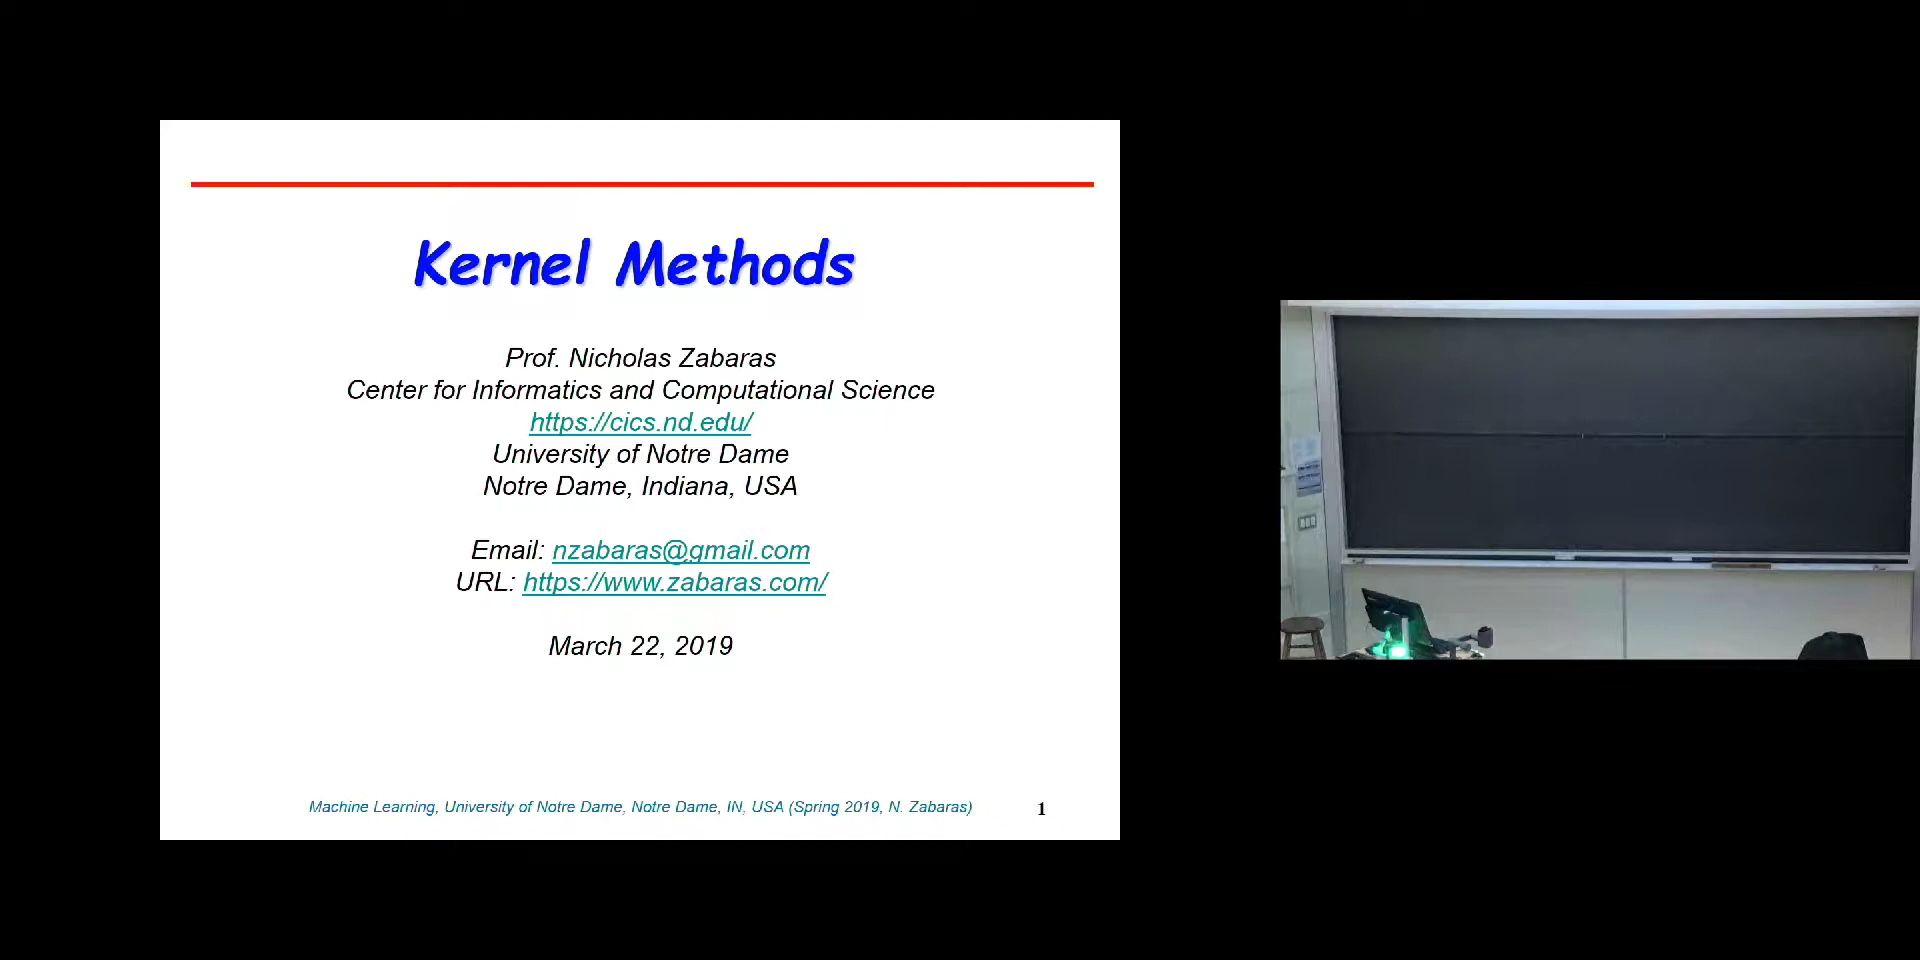 Kernel Methods
Prof. Nicholas Zabaras
Center for Informatics and Computational Science
https://cics.nd.edu/
University of Notre Dame
Notre Dame, Indiana, USA
Email: nzabaras@gmail.com
URL: https://www.zabaras.com/
March 22, 2019
Machine Learning, University of Notre Dame, Notre Dame, IN, USA (Spring 2019, N. Zabaras)
1